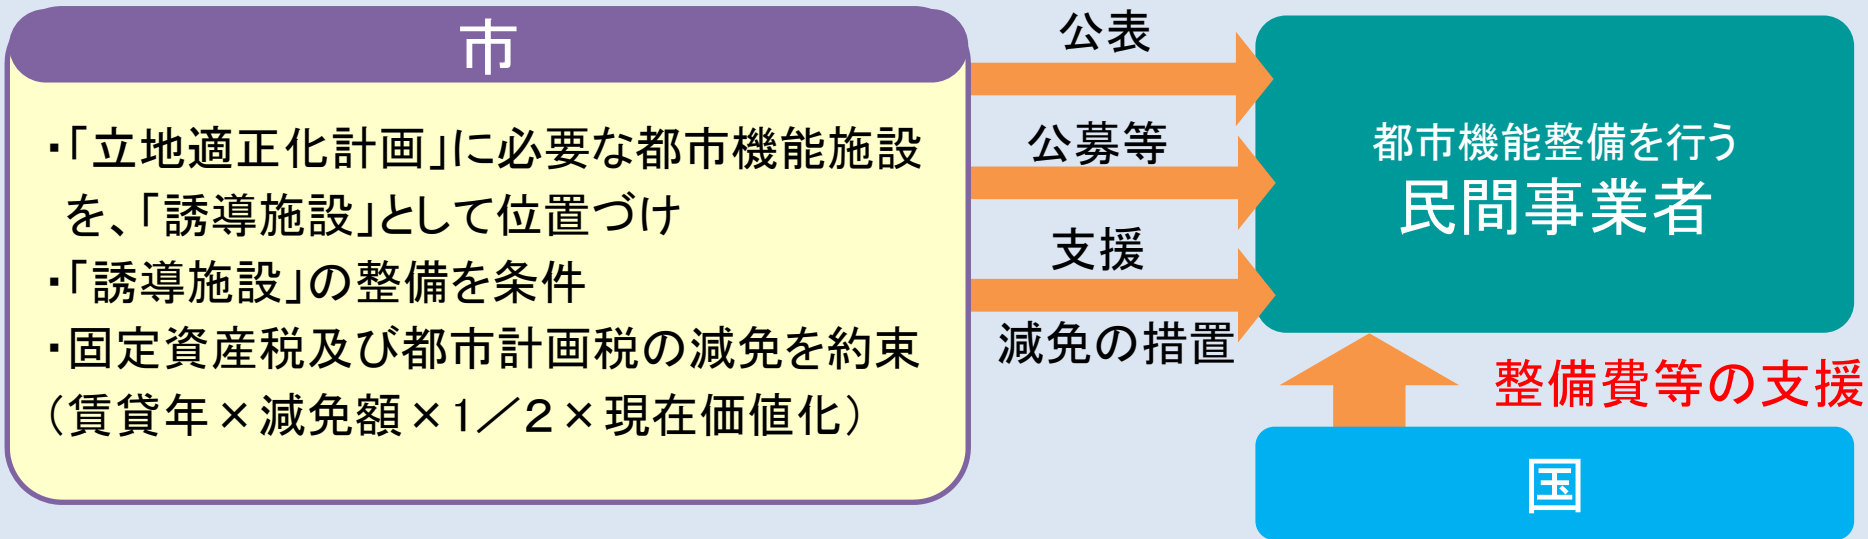 市
・「立地適正化計画」に必要な都市機能施設
を、「誘導施設」として位置づけ
・「誘導施設」の整備を条件
・固定資産税及び都市計画税の減免を約束
（賃貸年×減免額×1／2×現在価値化）
公表
公募等
支援
減免の措置
都市機能整備を行う
民間事業者
整備費等の支援
国